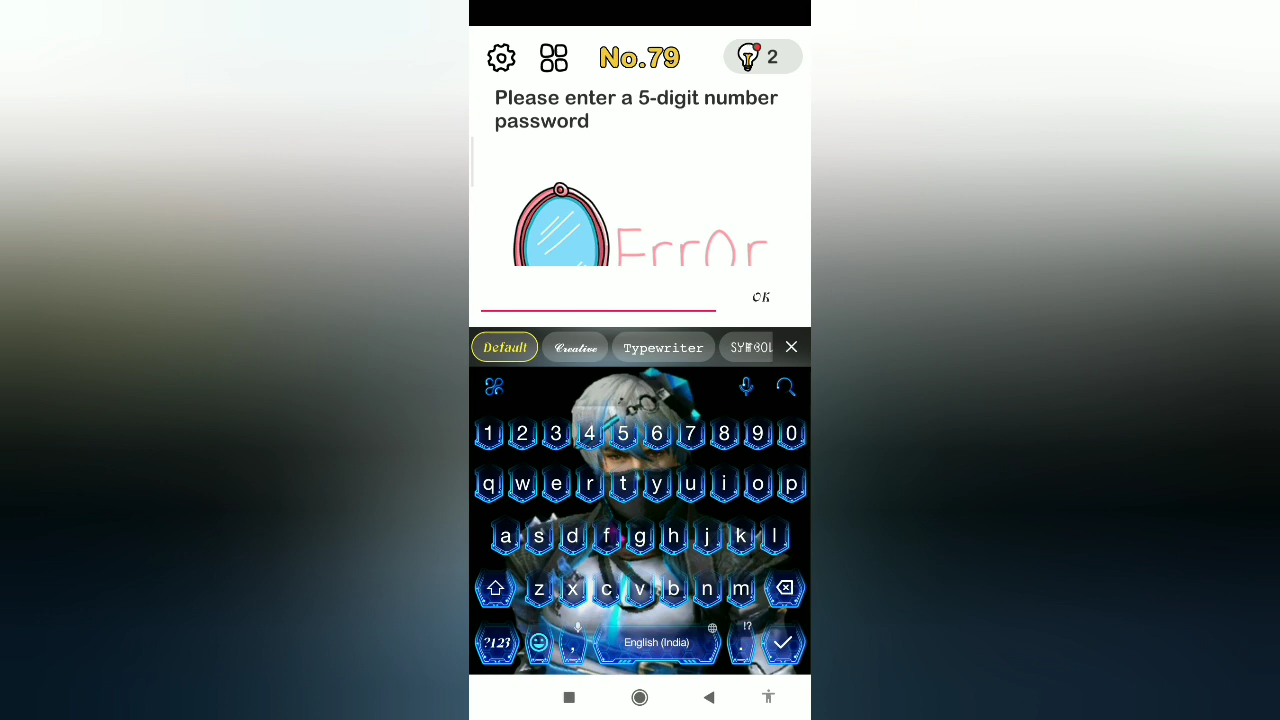 No.79
2
Please enter a 5-digit number
password
Error
OK
Default Creative Typewriter SYMBOL
1 2 3 4 5 6 7 8 9 0
q w e r t y u i o p
a s d f g h j k l
z x c v b n m
!?
?123 , English (India) .